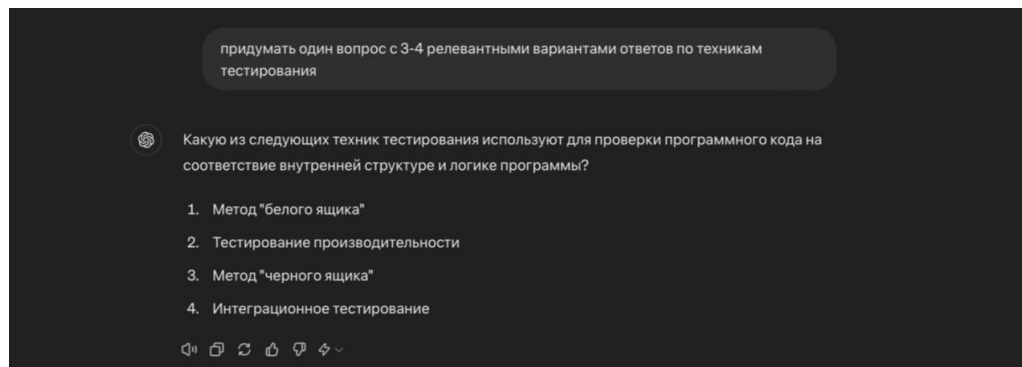 придумать один вопрос с 3-4 релевантными вариантами ответов по техникам
тестирования
Какую из следующих техник тестирования используют для проверки программного кода на
соответствие внутренней структуре и логике программы?
1. Метод "белого ящика"
2. Тестирование производительности
3. Метод "черного ящика"
4. Интеграционное тестирование